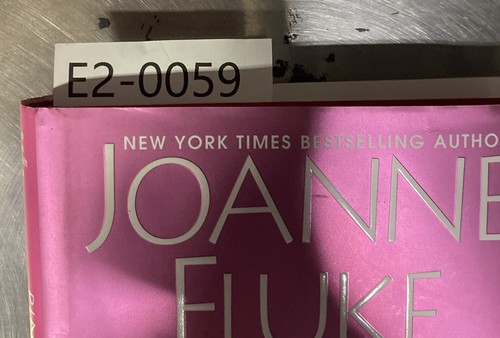 E2-0059
NEW YORK TIMES BESTSELLING AUTHO
JOANNE
FLUKE